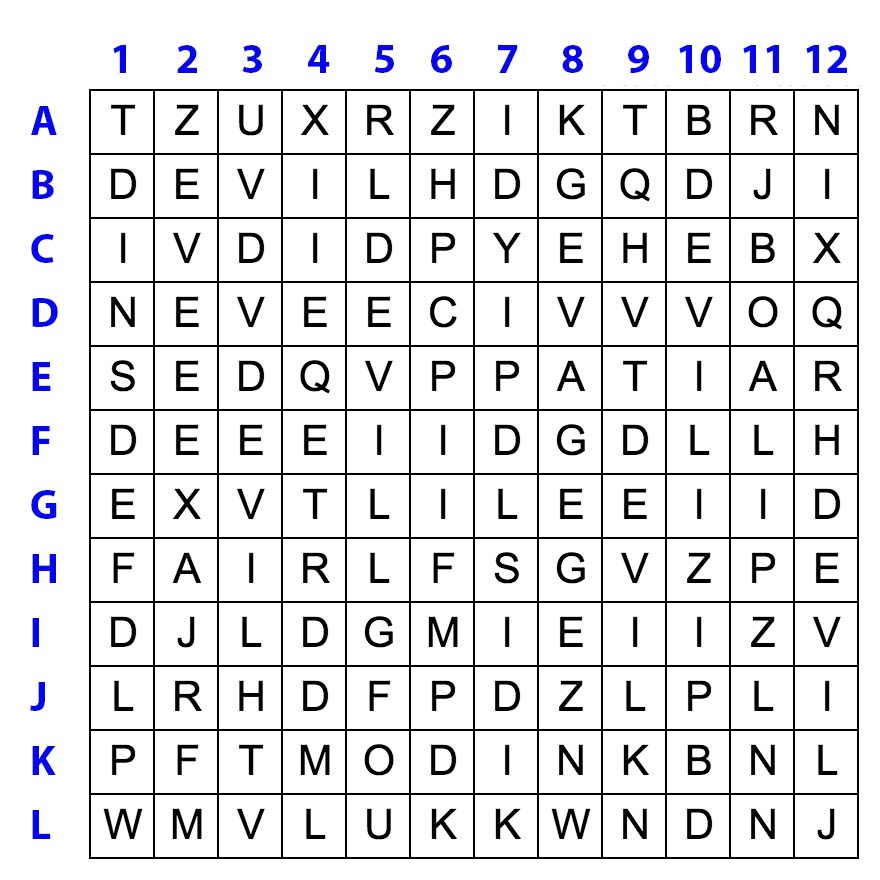 1 2 3 4 5 6 7 8 9 10 11 12
A T Z U X R Z I K T B R N
B D E V I L H D G Q D J I
C I V D I D P Y E H E B X
D N E V E E C I V V V O Q
E S E D Q V P P A T I A R
F D E E E I I D G D L L H
G E X V T L I L E E I I D
H F A I R L F S G V Z P E
I D J L D G M I E I I Z V
J L R H D F P D Z L P L I
K P F T M O D I N K B N L
L W M V L U K K W N D N J